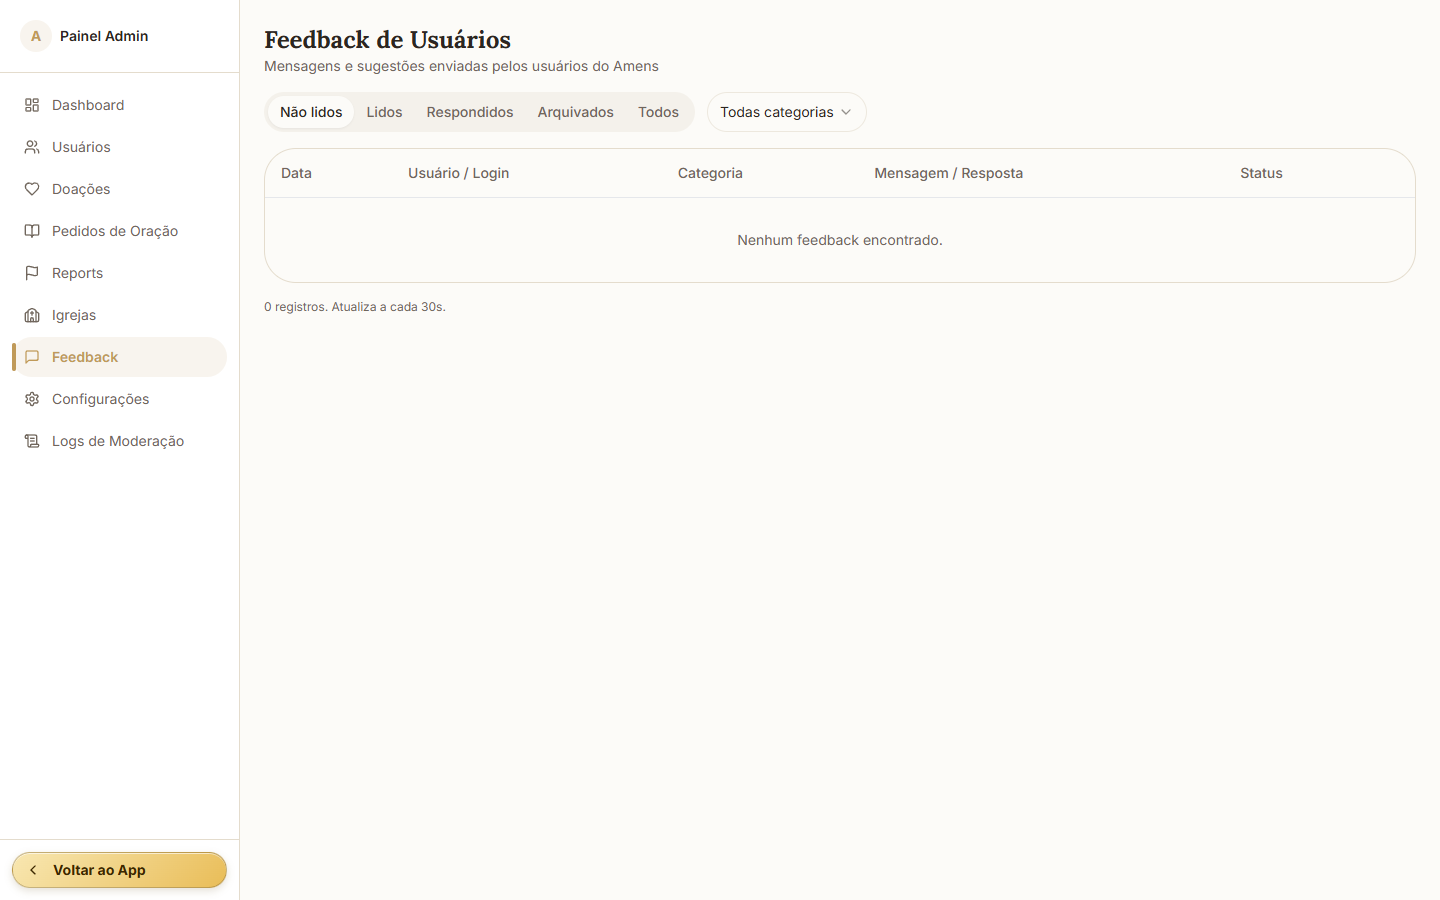 A Painel Admin
Dashboard
Usuários
Doações
Pedidos de Oração
Reports
Igrejas
Feedback
Configurações
Logs de Moderação
Voltar ao App
Feedback de Usuários
Mensagens e sugestões enviadas pelos usuários do Amens
Não lidos Lidos Respondidos Arquivados Todos Todas categorias
Data Usuário / Login Categoria Mensagem / Resposta Status
Nenhum feedback encontrado.
0 registros. Atualiza a cada 30s.